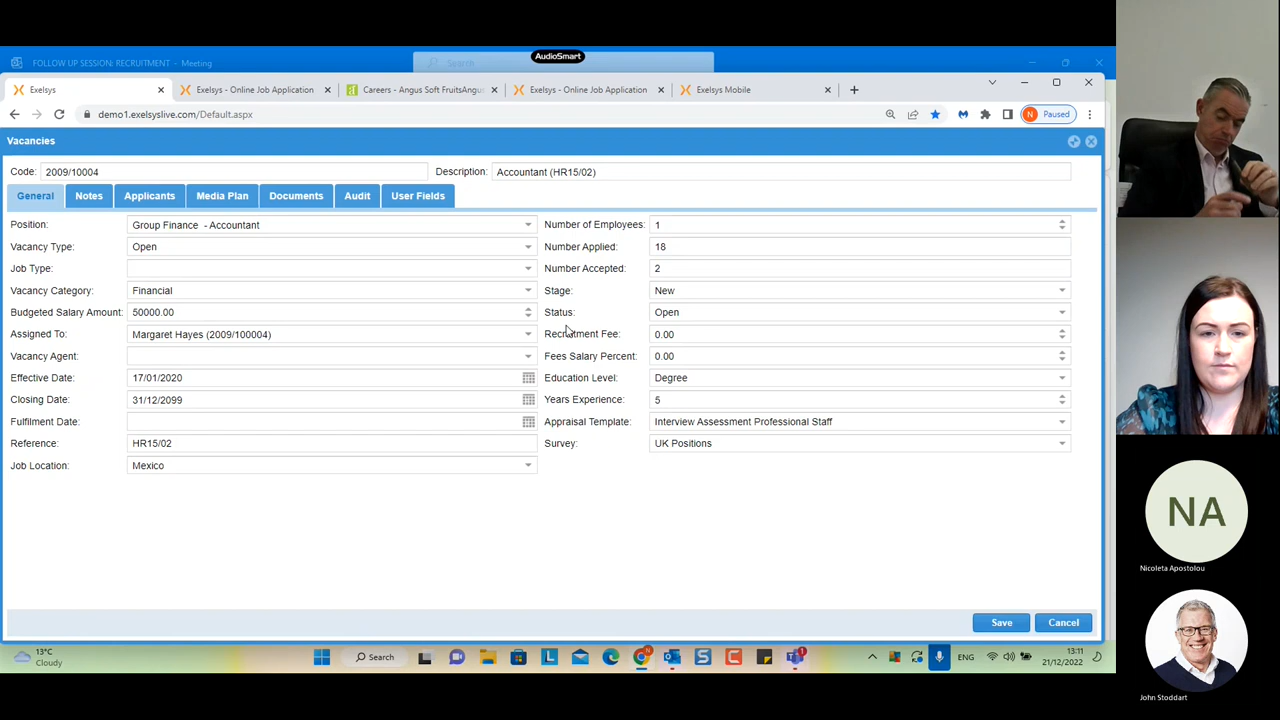 AudioSmart
FOLLOW UP SESSION: RECRUITMENT - Meeting
Search
Exelsys
Exelsys - Online Job Application
Careers - Angus Soft FruitsAngus
Exelsys - Online Job Application
Exelsys Mobile
demo1.exelsyslive.com/Default.aspx
N Paused
Vacancies
Code: 2009/10004 Description: Accountant (HR15/02)
General Notes Applicants Media Plan Documents Audit User Fields
Position: Group Finance - Accountant Number of Employees: 1
Vacancy Type: Open Number Applied: 18
Job Type: Number Accepted: 2
Vacancy Category: Financial Stage: New
Budgeted Salary Amount: 50000.00 Status: Open
Assigned To: Margaret Hayes (2009/100004) Recruitment Fee: 0.00
Vacancy Agent: Fees Salary Percent: 0.00
Effective Date: 17/01/2020 Education Level: Degree
Closing Date: 31/12/2099 Years Experience: 5
Fulfilment Date: Appraisal Template: Interview Assessment Professional Staff
Reference: HR15/02 Survey: UK Positions
Job Location: Mexico
Save Cancel
NA
Nicoleta Apostolou
John Stoddart
13°C
Cloudy
Search
ENG
13:11
21/12/2022